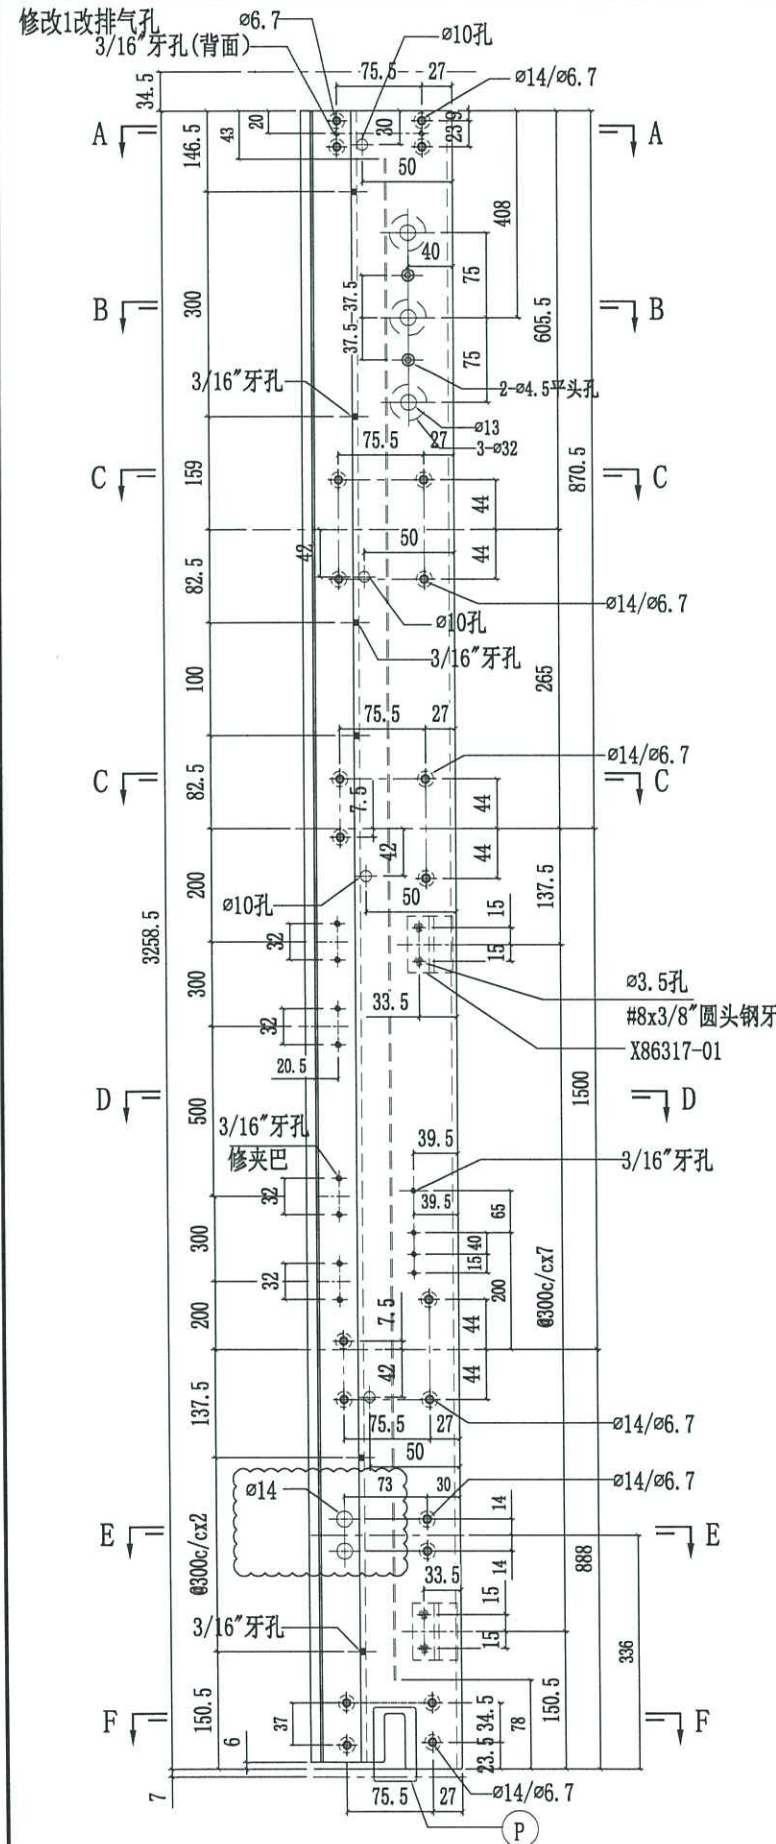 修改1改排气孔
ø6.7
3/16"牙孔(背面)
ø10孔
75.5
27
ø14/ø6.7
34.5
A
A
146.5
43
20
30
23
9
50
408
40
75
B
B
300
37.5
37.5
605.5
75
3/16"牙孔
2-ø4.5平头孔
ø13
3-ø32
75.5
27
870.5
C
C
159
44
42
50
44
82.5
ø14/ø6.7
ø10孔
3/16"牙孔
100
265
75.5
27
ø14/ø6.7
C
C
82.5
7.5
44
42
44
200
137.5
ø10孔
50
15
32
15
3258.5
300
ø3.5孔
33.5
#8x3/8"圆头钢牙
32
X86317-01
20.5
D
D
500
1500
3/16"牙孔
修夹巴
39.5
3/16"牙孔
32
39.5
65
300
40
15
200
@300c/cx7
32
200
7.5
44
42
44
137.5
75.5
27
ø14/ø6.7
50
ø14
73
30
ø14/ø6.7
14
E
E
@300c/cx2
14
888
33.5
15
3/16"牙孔
15
336
150.5
150.5
F
F
37
34.5
78
6
23.5
7
75.5
27
ø14/ø6.7
P